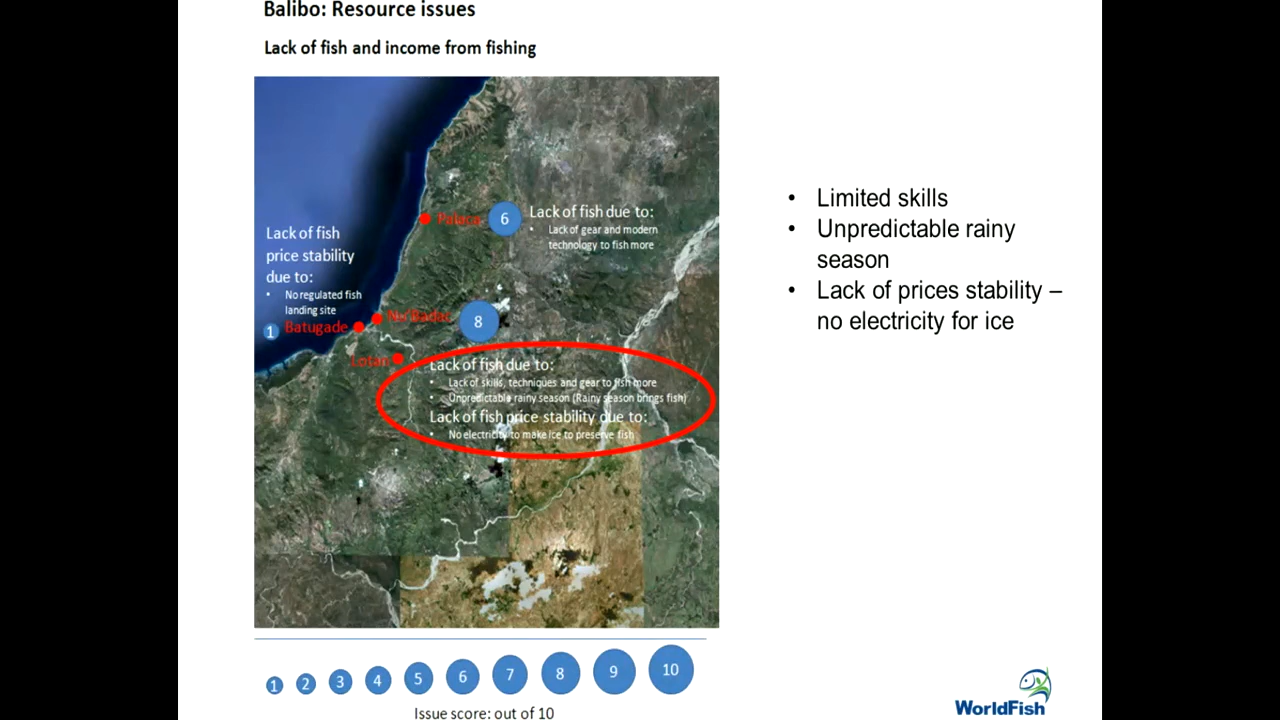 Balibo: Resource issues
Lack of fish and income from fishing
Palaca
6
Lack of fish due to:
• Lack of gear and modern
technology to fish more
Lack of fish
price stability
due to:
• No regulated fish
landing site
1
Batugade
Nu'Badac
8
Lotan
Lack of fish due to:
• Lack of skills, techniques and gear to fish more
• Unpredictable rainy season (Rainy season brings fish)
Lack of fish price stability due to:
• No electricity to make ice to preserve fish
1 2 3 4 5 6 7 8 9 10
Issue score: out of 10
• Limited skills
• Unpredictable rainy
season
• Lack of prices stability –
no electricity for ice
WorldFish